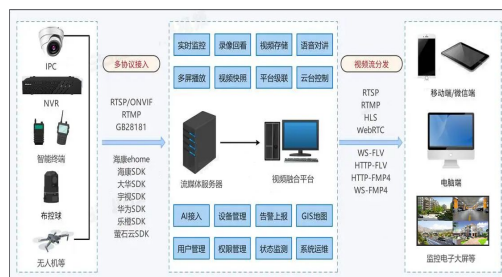 IPC
NVR
智能终端
布控球
无人机等
多协议接入
RTSP/ONVIF
RTMP
GB28181
海康ehome
海康SDK
大华SDK
宇视SDK
华为SDK
乐橙SDK
萤石云SDK
实时监控 录像回看 视频存储 语音对讲
多屏播放 视频快照 平台级联 云台控制
流媒体服务器
视频融合平台
AI接入 设备管理 告警上报 GIS地图
用户管理 权限管理 状态监测 系统运维
视频流分发
RTSP
RTMP
HLS
WebRTC
WS-FLV
HTTP-FLV
HTTP-FMP4
WS-FMP4
移动端/微信端
电脑端
监控电子大屏等